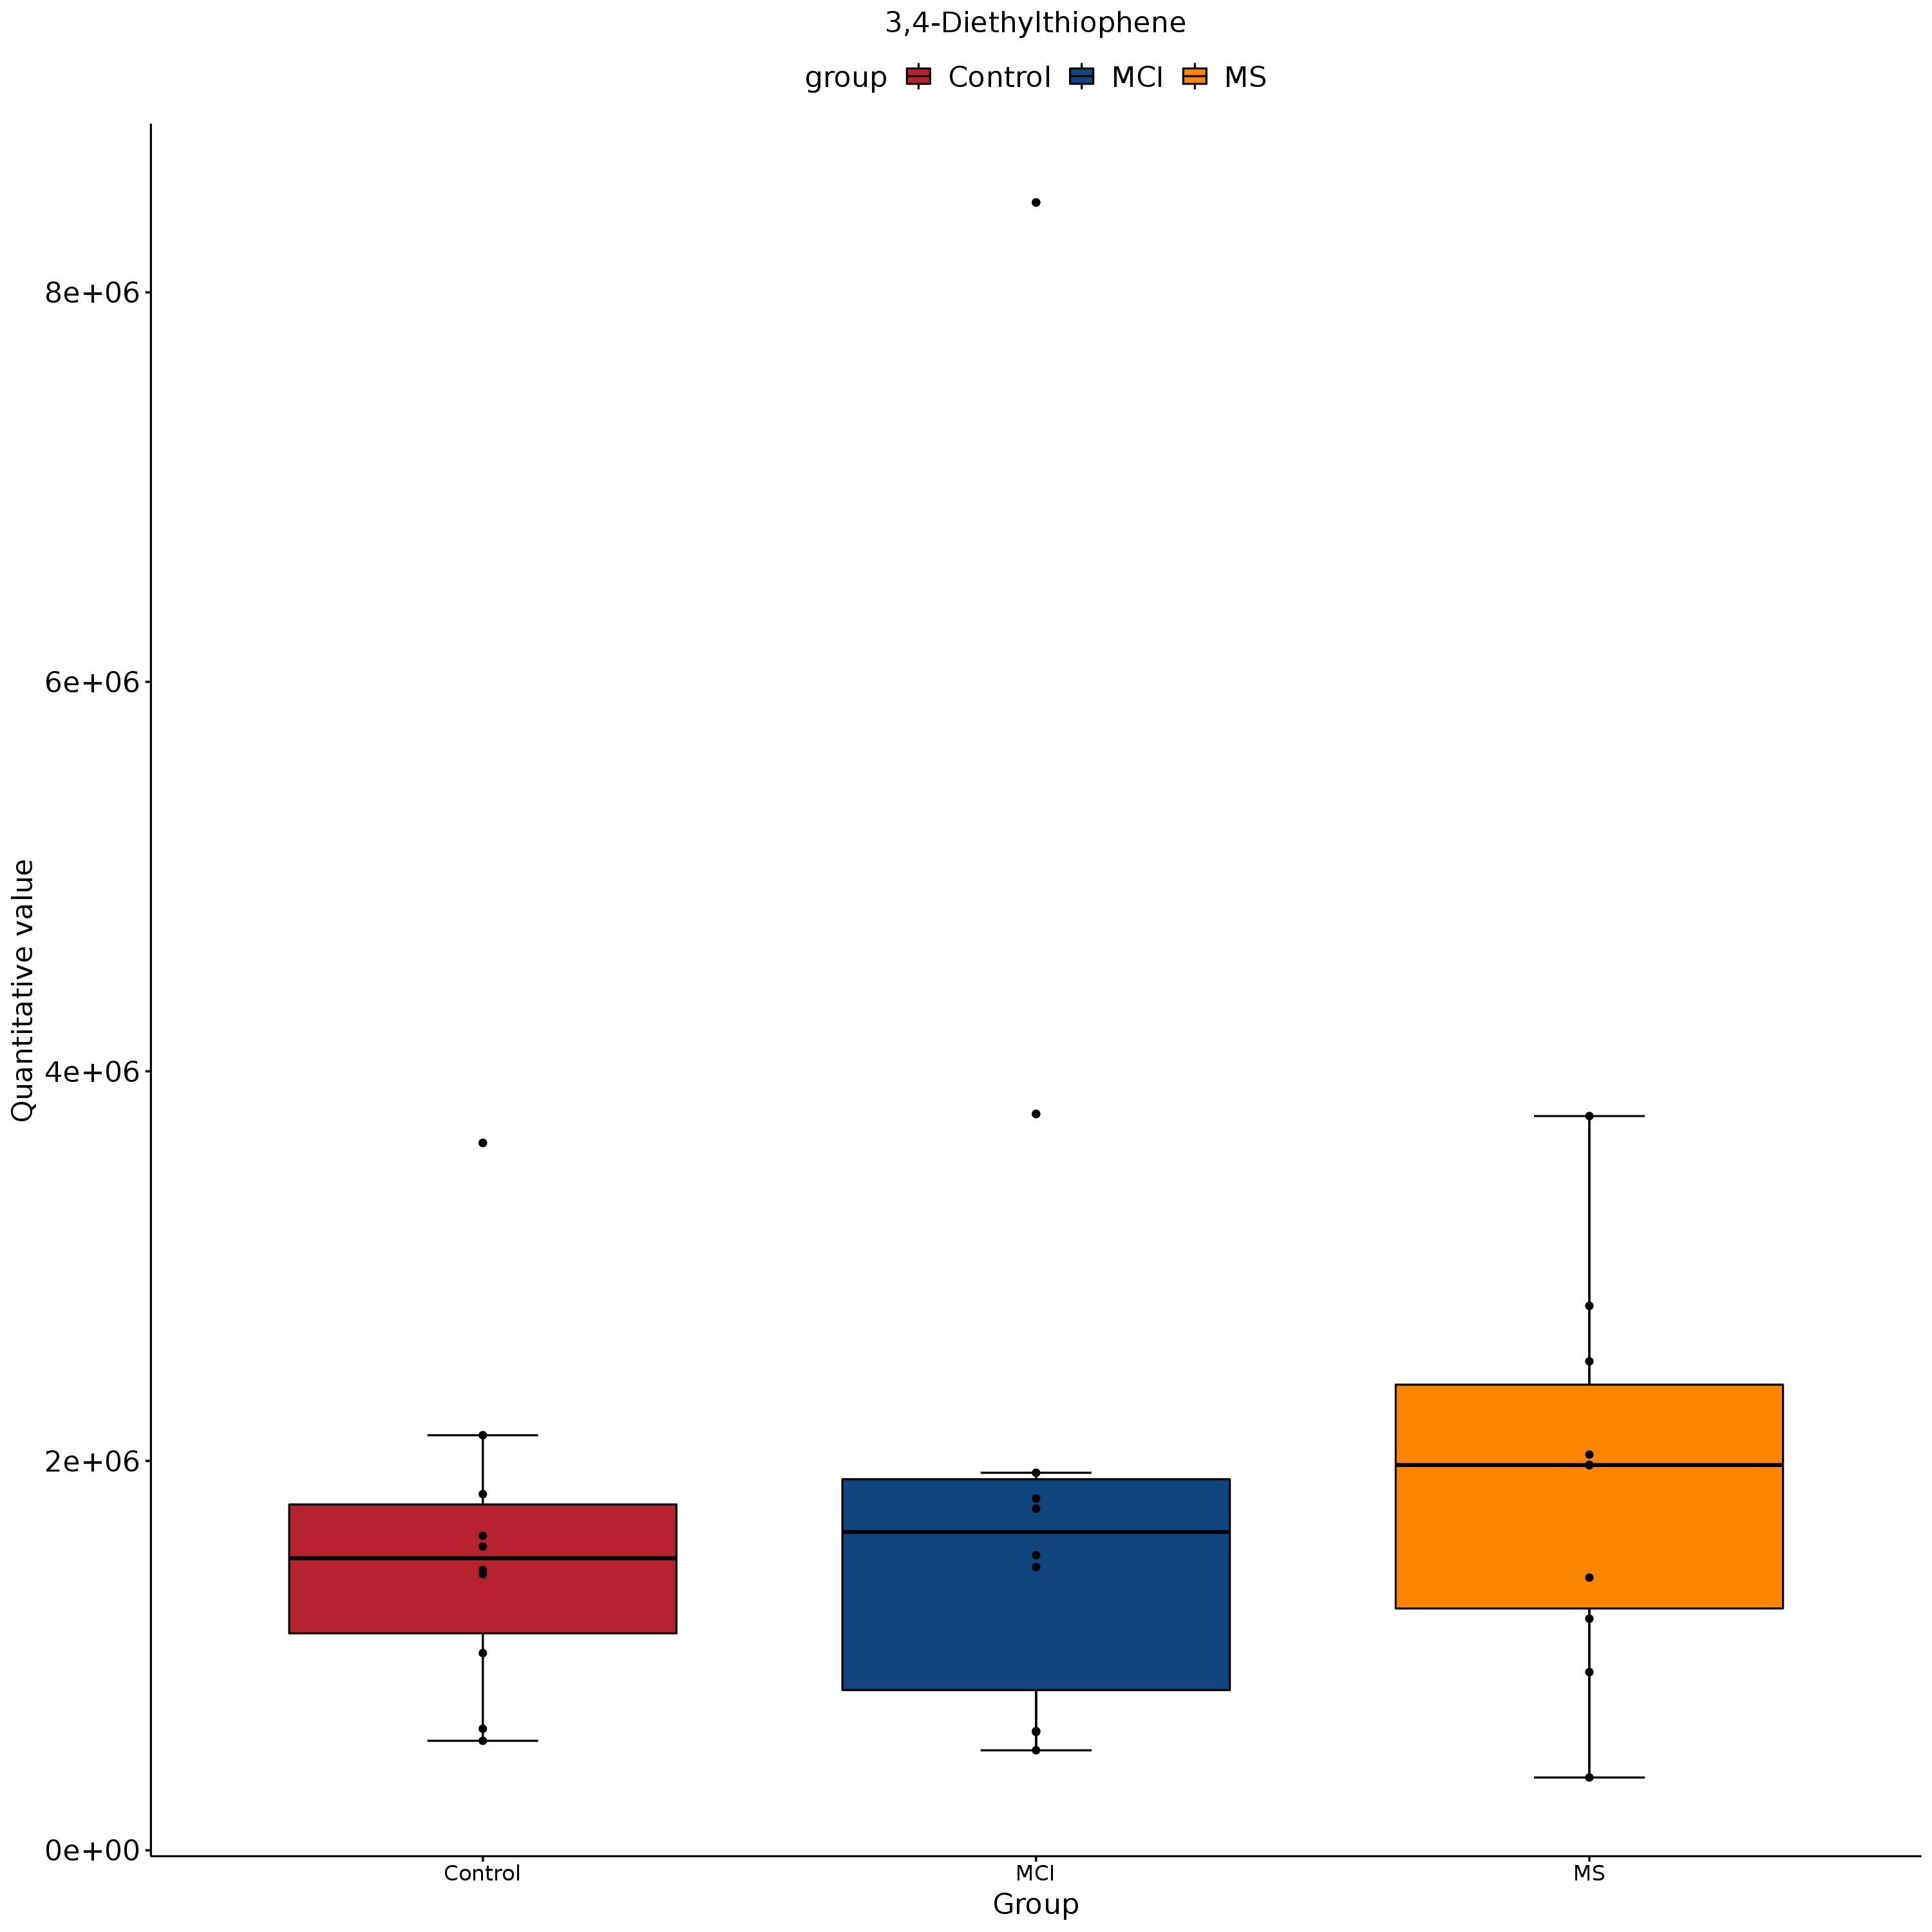 3,4-Diethylthiophene
group Control MCI MS
Quantitative value
8e+06
6e+06
4e+06
2e+06
0e+00
Control MCI MS
Group